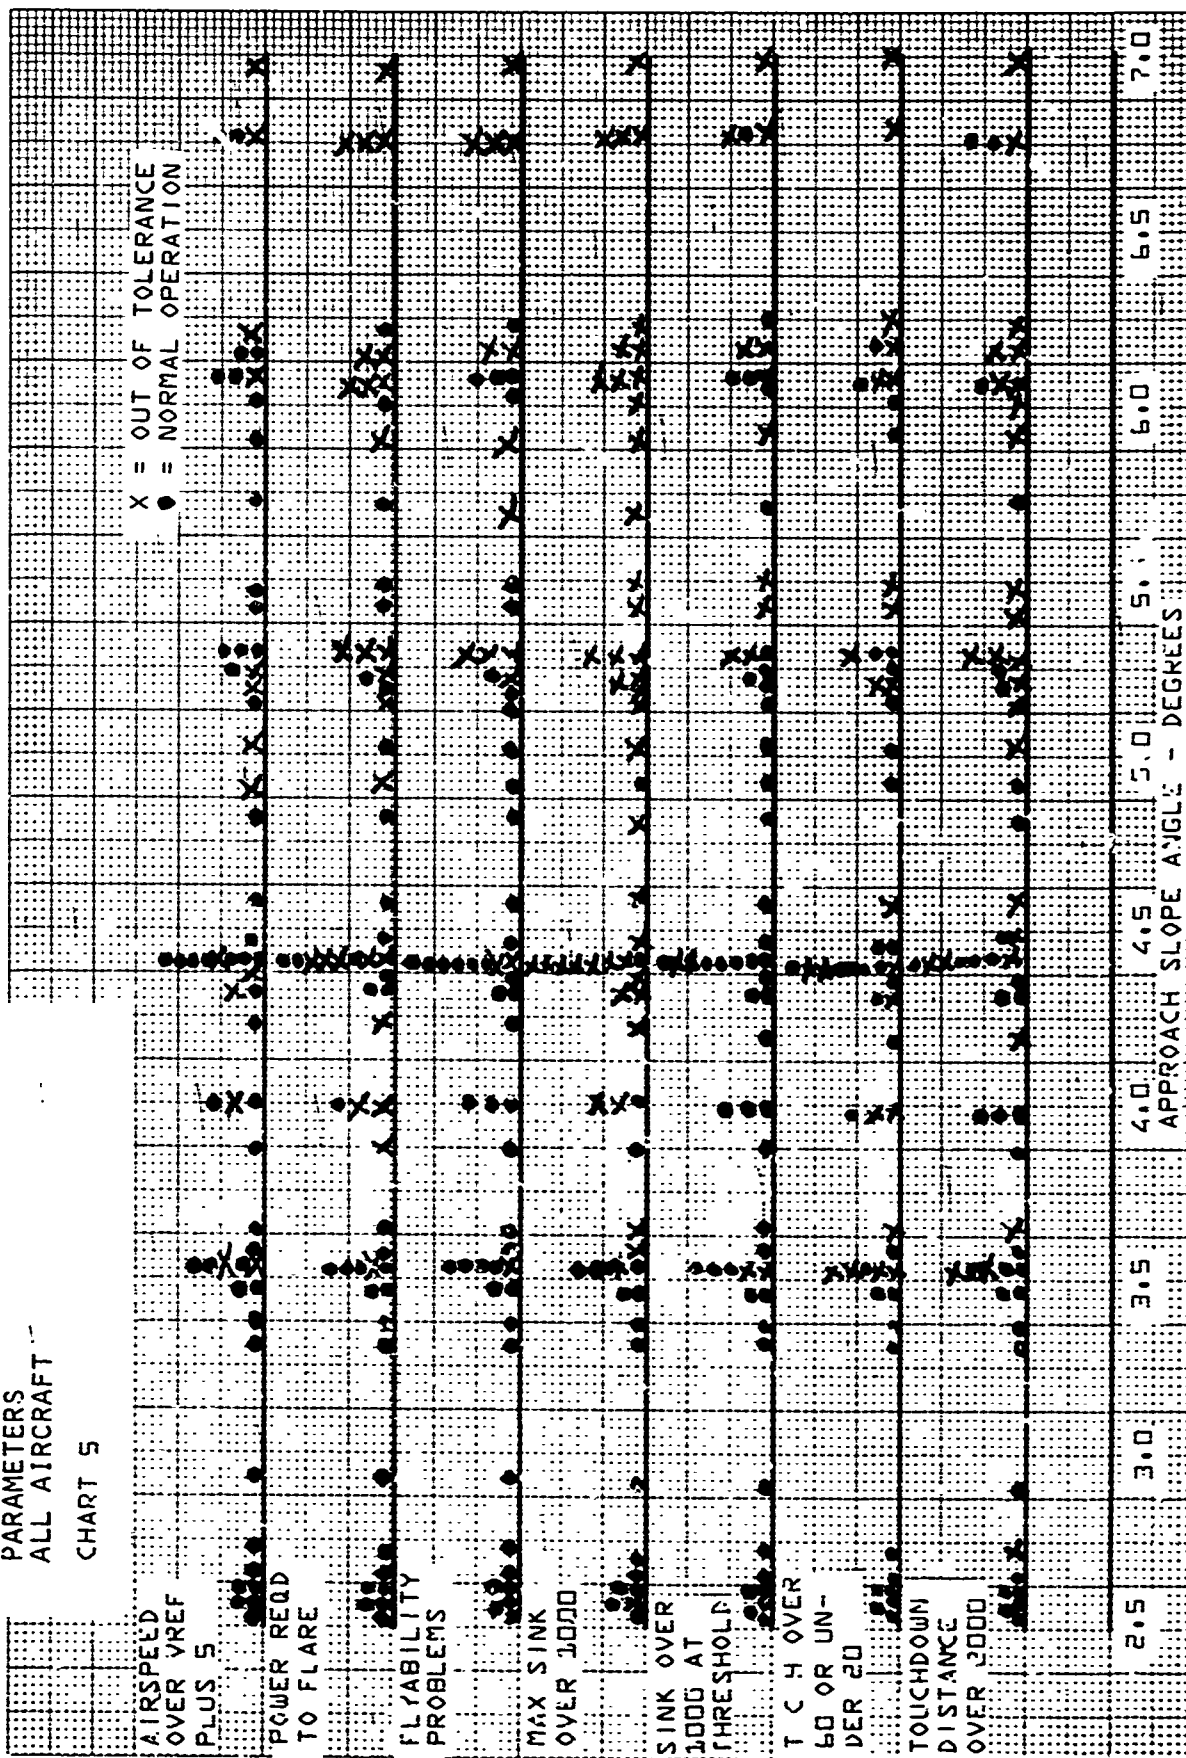 PARAMETERS
ALL AIRCRAFT
CHART 5
X = OUT OF TOLERANCE
● = NORMAL OPERATION
AIRSPEED
OVER VREF
PLUS 5
POWER REQD
TO FLARE
FLYABILITY
PROBLEMS
MAX SINK
OVER 1000
SINK OVER
1000 AT
THRESHOLD
T C H OVER
60 OR UN-
DER 20
TOUCHDOWN
DISTANCE
OVER 2000
2.5 3.0 3.5 4.0 4.5 5.0 5. 6.0 6.5 7.0
APPROACH SLOPE ANGLE - DEGREES